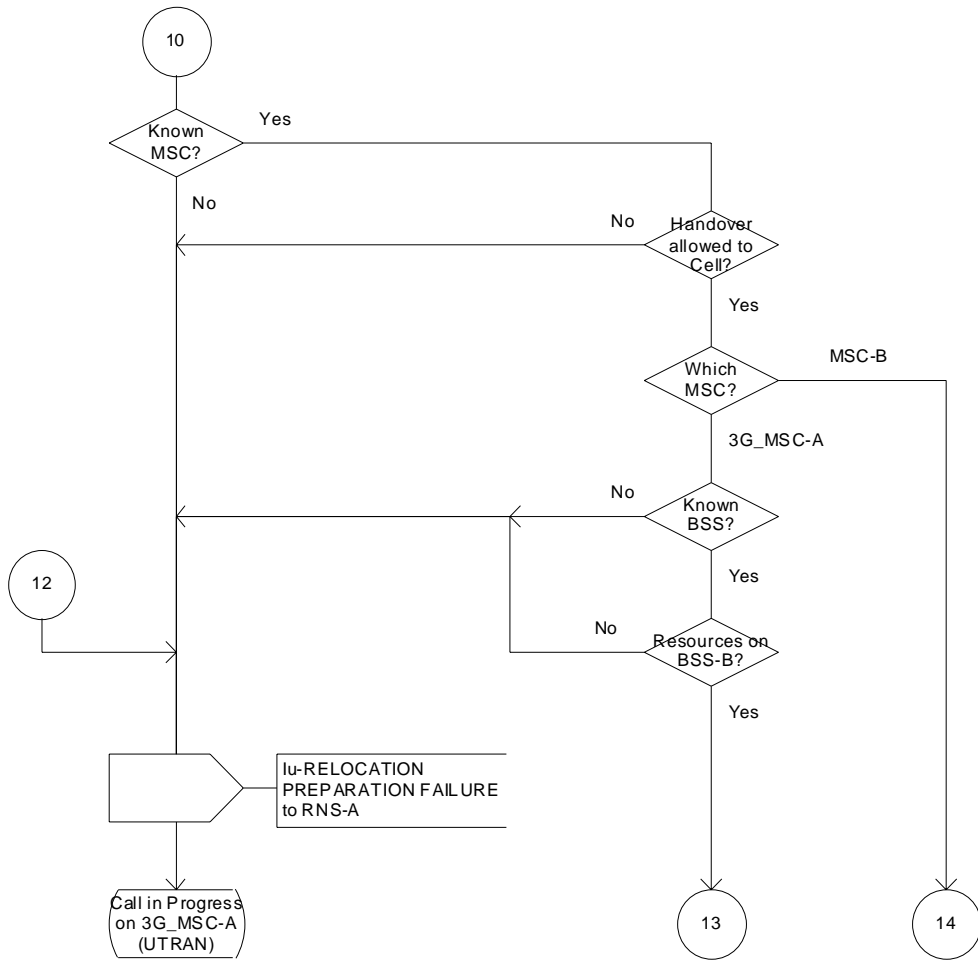 10
Known
MSC?
Yes
No
No
Handover
allowed to
Cell?
Yes
Which
MSC?
MSC-B
3G_MSC-A
No
Known
BSS?
12
Yes
No
Resources on
BSS-B?
Yes
Iu-RELOCATION
PREPARATION FAILURE
to RNS-A
Call in Progress
on 3G_MSC-A
(UTRAN)
13
14